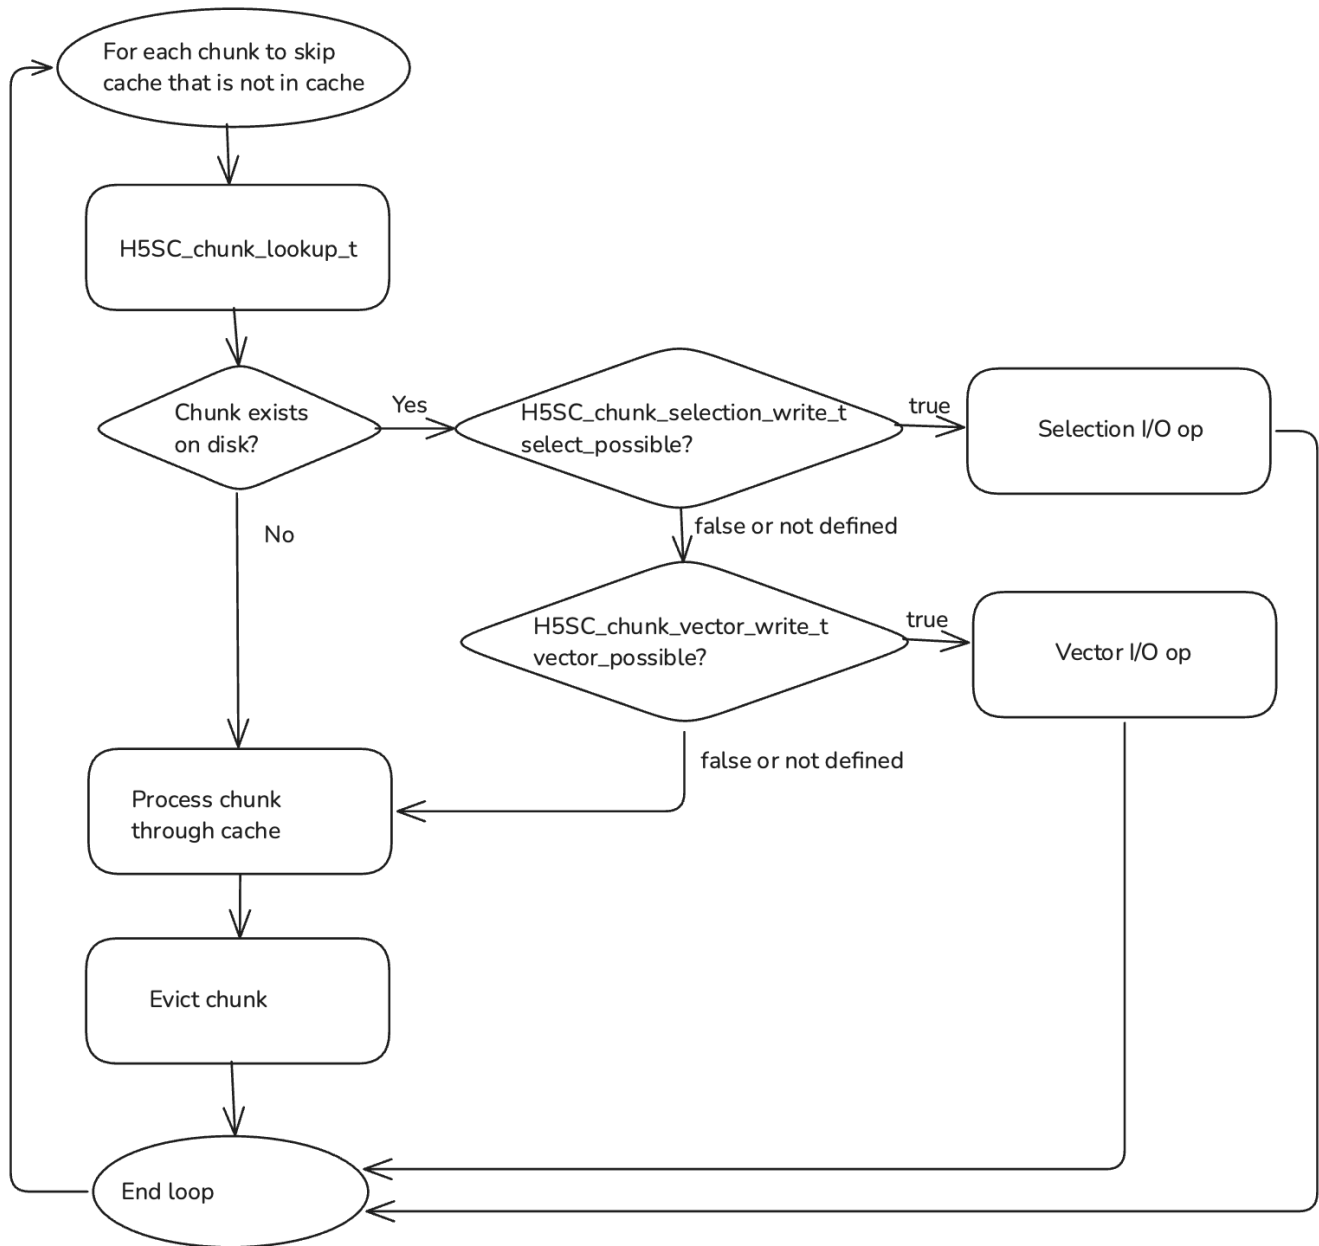 For each chunk to skip
cache that is not in cache
H5SC_chunk_lookup_t
Chunk exists
on disk?
Yes
H5SC_chunk_selection_write_t
select_possible?
true
Selection I/O op
No
false or not defined
H5SC_chunk_vector_write_t
vector_possible?
true
Vector I/O op
false or not defined
Process chunk
through cache
Evict chunk
End loop